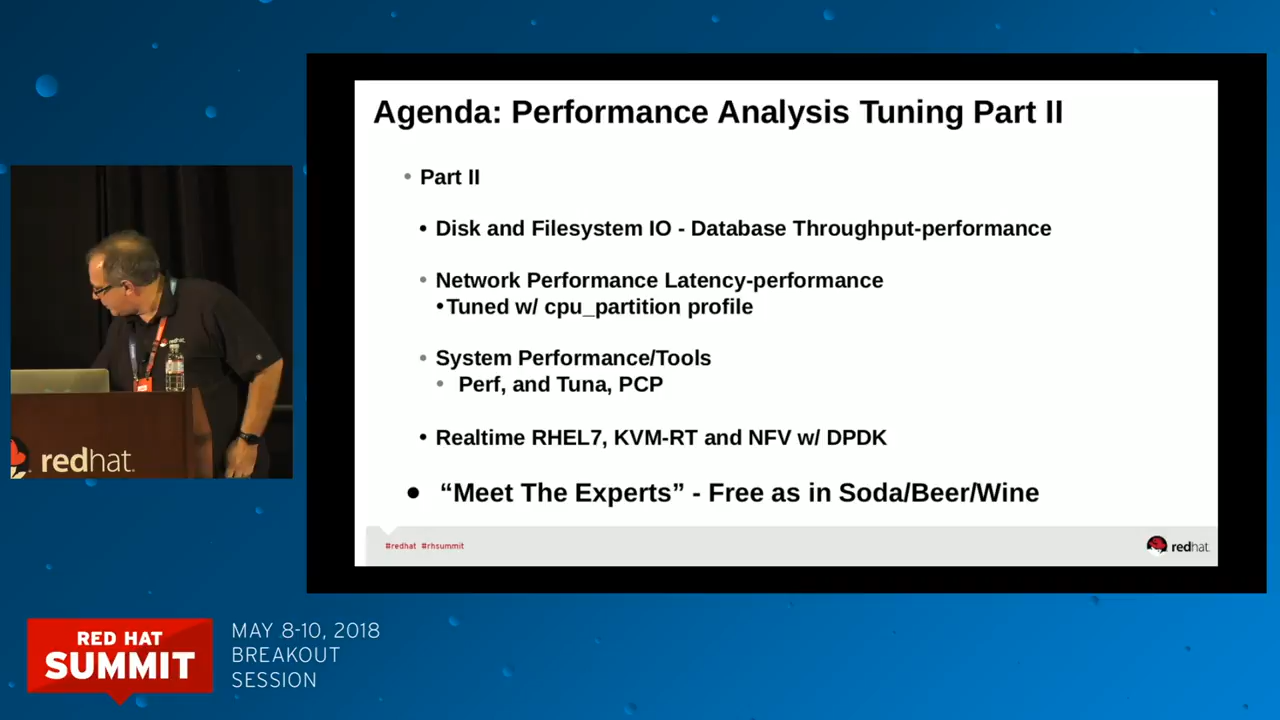 Agenda: Performance Analysis Tuning Part II
• Part II
• Disk and Filesystem IO - Database Throughput-performance
• Network Performance Latency-performance
•Tuned w/ cpu_partition profile
• System Performance/Tools
• Perf, and Tuna, PCP
• Realtime RHEL7, KVM-RT and NFV w/ DPDK
● “Meet The Experts” - Free as in Soda/Beer/Wine
#redhat #rhsummit
redhat.
redhat.
redhat.
RED HAT
SUMMIT
MAY 8-10, 2018
BREAKOUT
SESSION